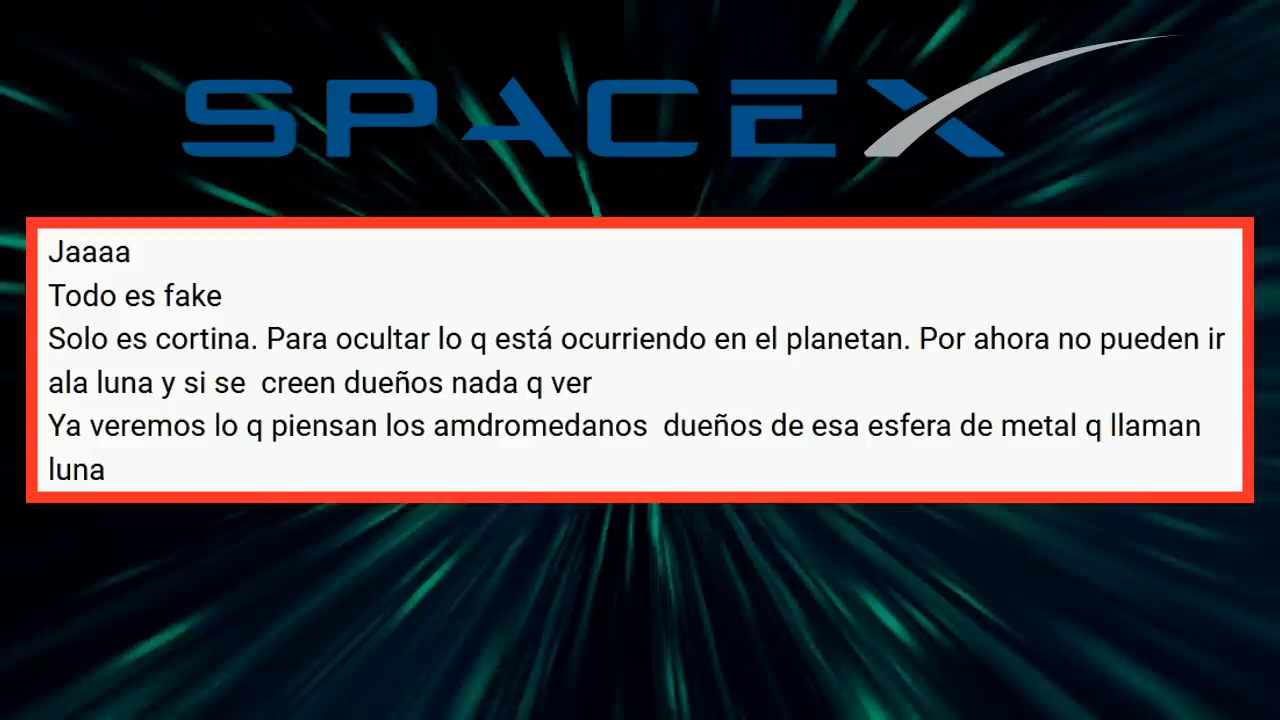 SPACEX
Jaaaa
Todo es fake
Solo es cortina. Para ocultar lo q está ocurriendo en el planetan. Por ahora no pueden ir
ala luna y si se  creen dueños nada q ver
Ya veremos lo q piensan los amdromedanos  dueños de esa esfera de metal q llaman
luna